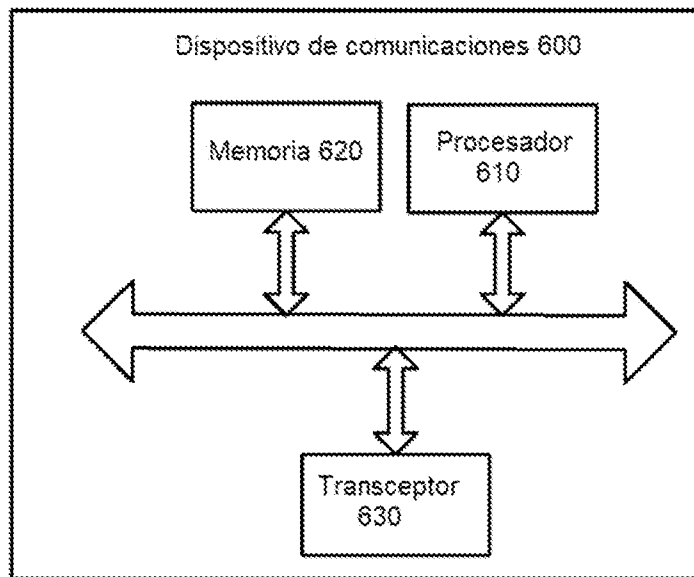 Dispositivo de comunicaciones 600
Memoria 620
Procesador
610
Transceptor
630